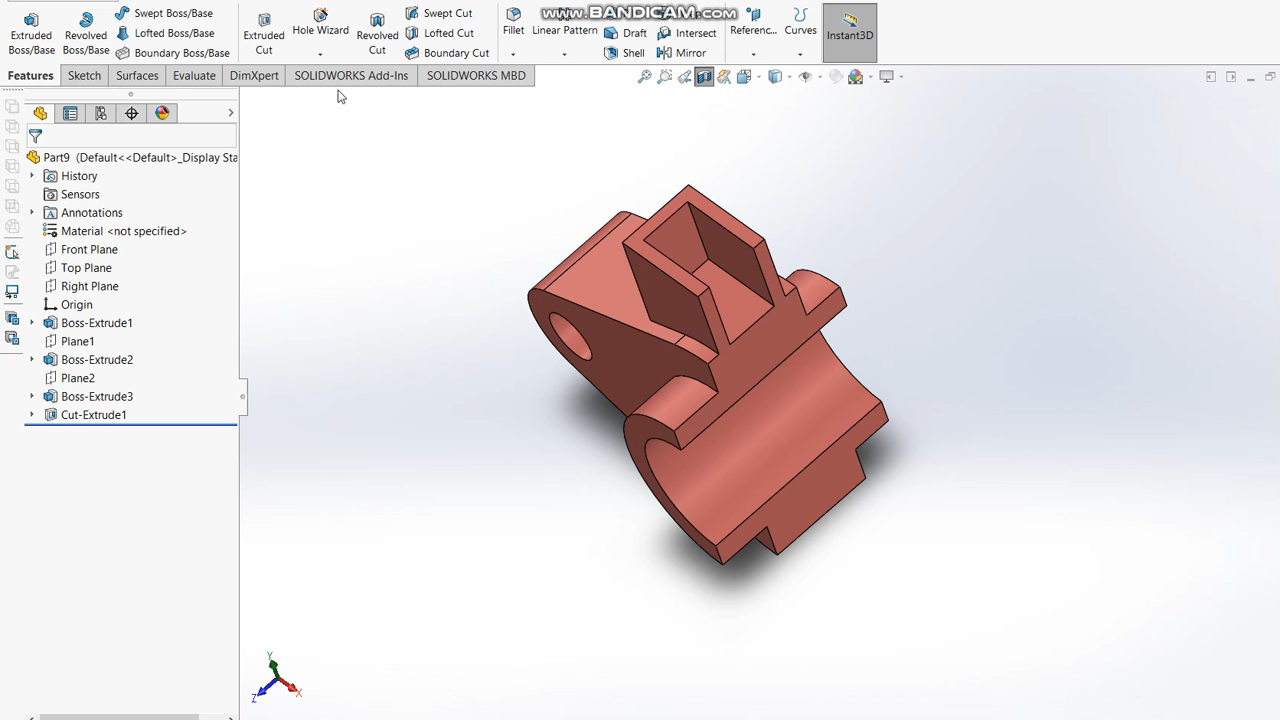 www.BANDICAM.com
Extruded Boss/Base
Revolved Boss/Base
Swept Boss/Base
Lofted Boss/Base
Boundary Boss/Base
Extruded Cut
Hole Wizard
Revolved Cut
Swept Cut
Lofted Cut
Boundary Cut
Fillet
Linear Pattern
Draft
Shell
Intersect
Mirror
Referenc...
Curves
Instant3D
Features
Sketch
Surfaces
Evaluate
DimXpert
SOLIDWORKS Add-Ins
SOLIDWORKS MBD
Part9 (Default<<Default>_Display Sta
History
Sensors
Annotations
Material <not specified>
Front Plane
Top Plane
Right Plane
Origin
Boss-Extrude1
Plane1
Boss-Extrude2
Plane2
Boss-Extrude3
Cut-Extrude1
Y
Z
X